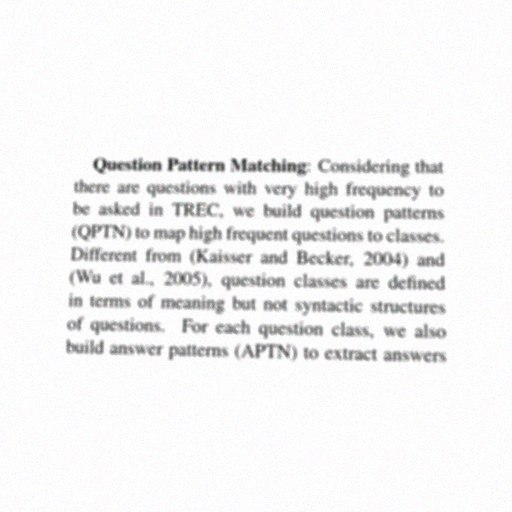 Question Pattern Matching: Considering that
there are questions with very high frequency to
be asked in TREC, we build question patterns
(QPTN) to map high frequent questions to classes.
Different from (Kaisser and Becker, 2004) and
(Wu et al., 2005), question classes are defined
in terms of meaning but not syntactic structures
of questions. For each question class, we also
build answer patterns (APTN) to extract answers